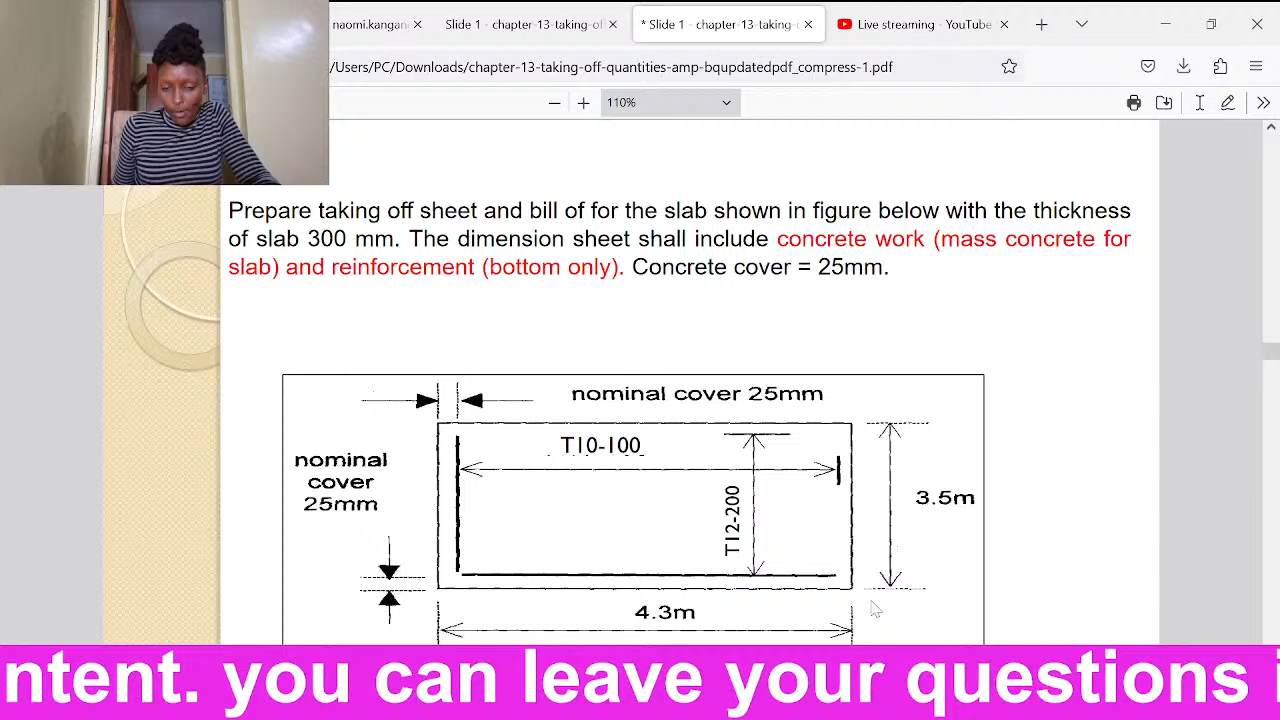 naomi.kangan
Slide 1 - chapter-13-taking-of
* Slide 1 - chapter-13-taking-
Live streaming - YouTube
/Users/PC/Downloads/chapter-13-taking-off-quantities-amp-bqupdatedpdf_compress-1.pdf
110%
Prepare taking off sheet and bill of for the slab shown in figure below with the thickness
of slab 300 mm. The dimension sheet shall include concrete work (mass concrete for
slab) and reinforcement (bottom only). Concrete cover = 25mm.
nominal cover 25mm
T10-100
nominal
cover
25mm
T12-200
3.5m
4.3m
ntent. you can leave your questions i